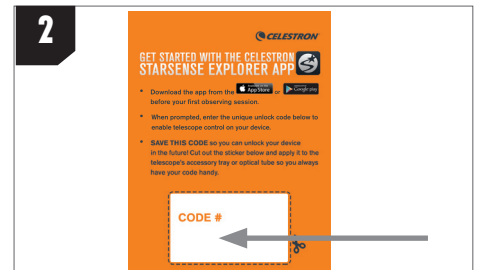 2
CELESTRON
GET STARTED WITH THE CELESTRON
STARSENSE EXPLORER APP
• Download the app from the App Store or Google play
before your first observing session.
• When prompted, enter the unique unlock code below to
enable telescope control on your device.
• SAVE THIS CODE so you can unlock your device
in the future! Cut out the sticker below and apply it to the
telescope's accessory tray or optical tube so you always
have your code handy.
CODE #